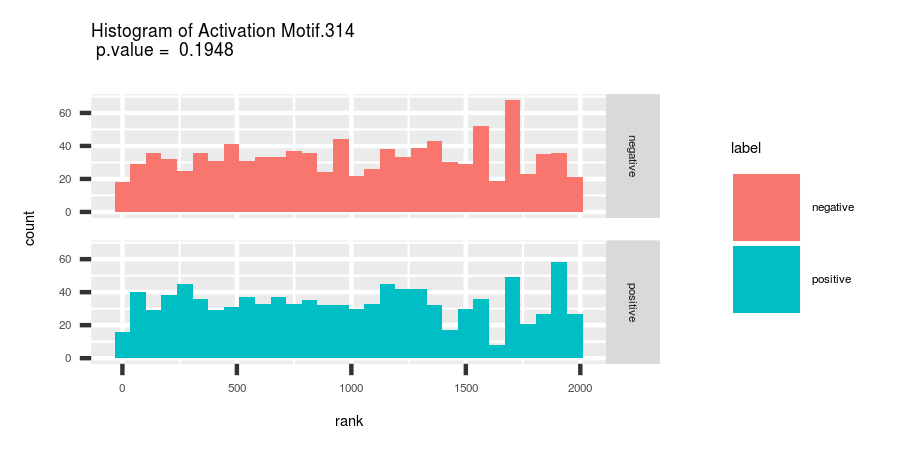 Histogram of Activation Motif.314
p.value =  0.1948
count
60
40
20
0
negative
60
40
20
0
positive
0
500
1000
1500
2000
rank
label
negative
positive